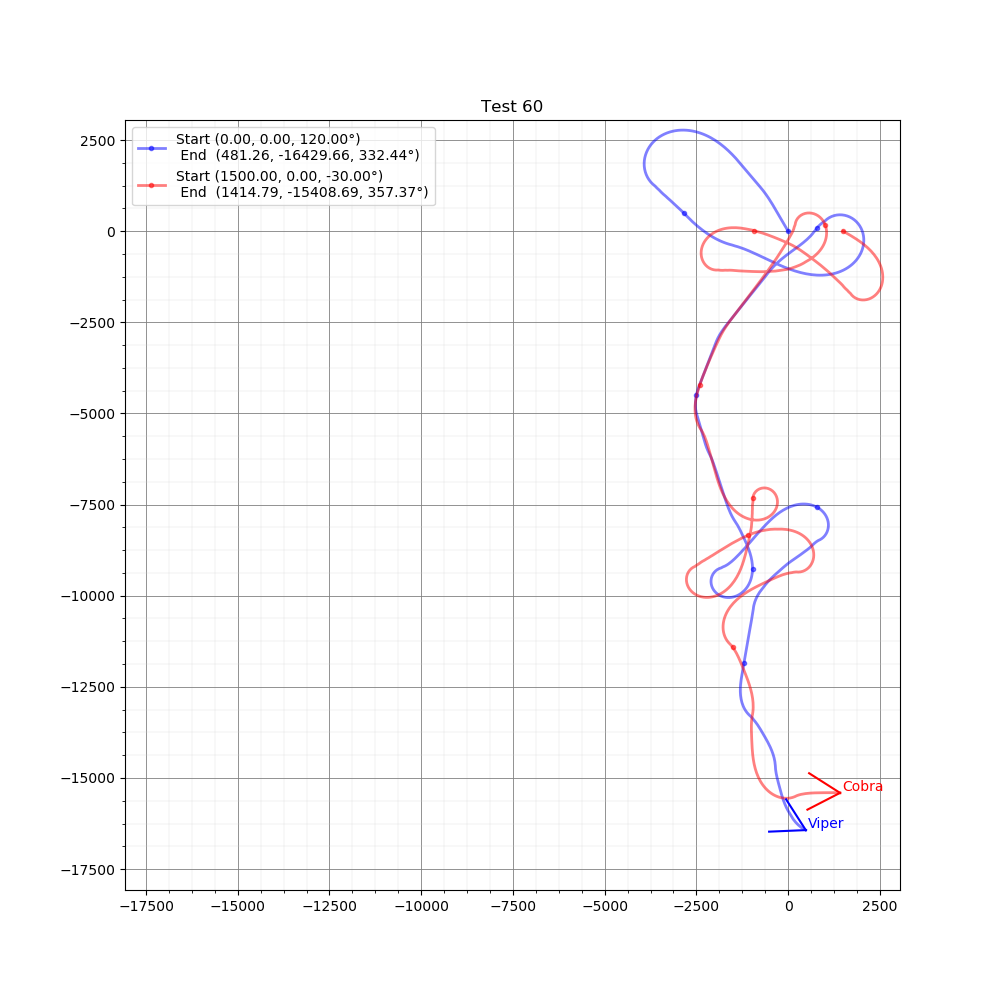 Test 60
Start (0.00, 0.00, 120.00°)
End  (481.26, -16429.66, 332.44°)
Start (1500.00, 0.00, -30.00°)
End  (1414.79, -15408.69, 357.37°)
2500
0
−2500
−5000
−7500
−10000
−12500
−15000
−17500
Cobra
Viper
−17500 −15000 −12500 −10000 −7500 −5000 −2500 0 2500